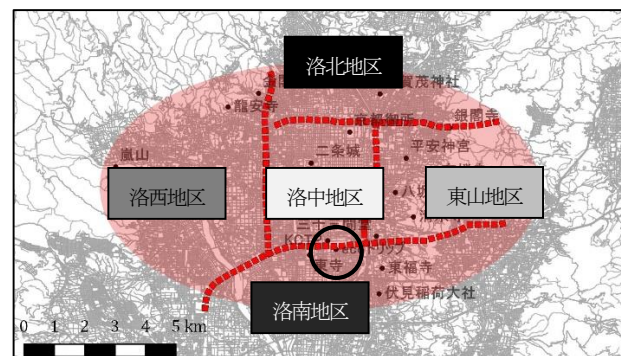 洛北地区
賀茂神社
龍安寺
銀閣寺
平安神宮
二条城
嵐山
洛西地区
洛中地区
東山地区
東寺
東福寺
伏見稲荷大社
洛南地区
0 1 2 3 4 5 km